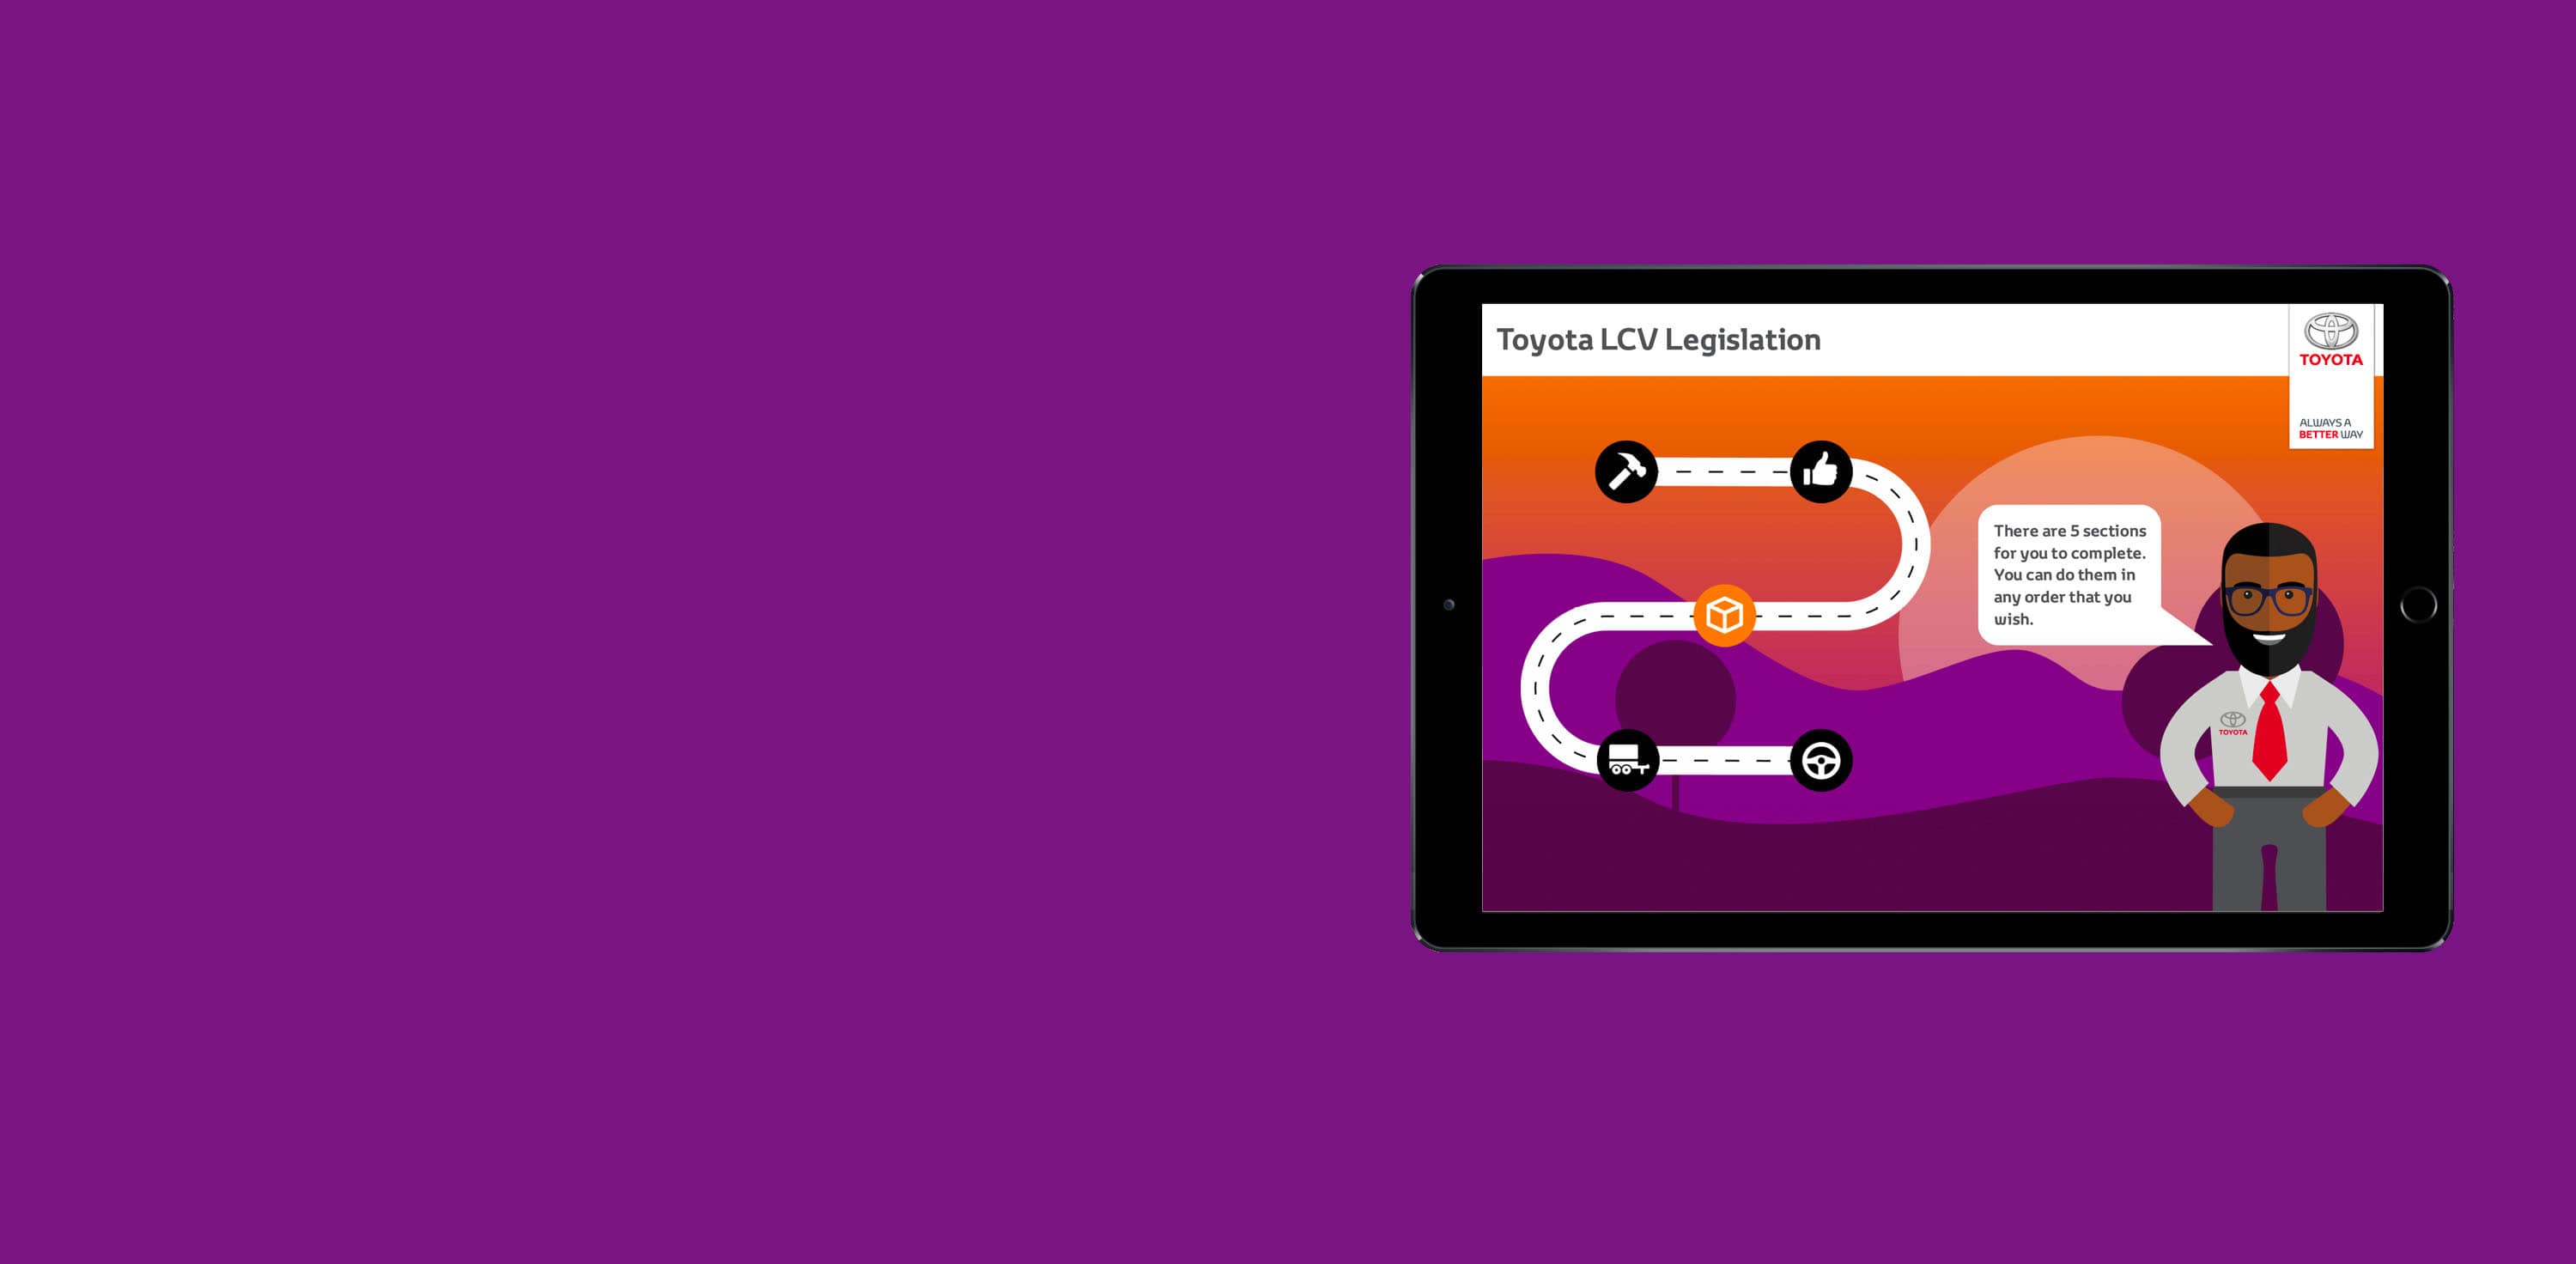 Toyota LCV Legislation
TOYOTA
ALWAYS A
BETTER WAY
There are 5 sections
for you to complete.
You can do them in
any order that you
wish.
TOYOTA